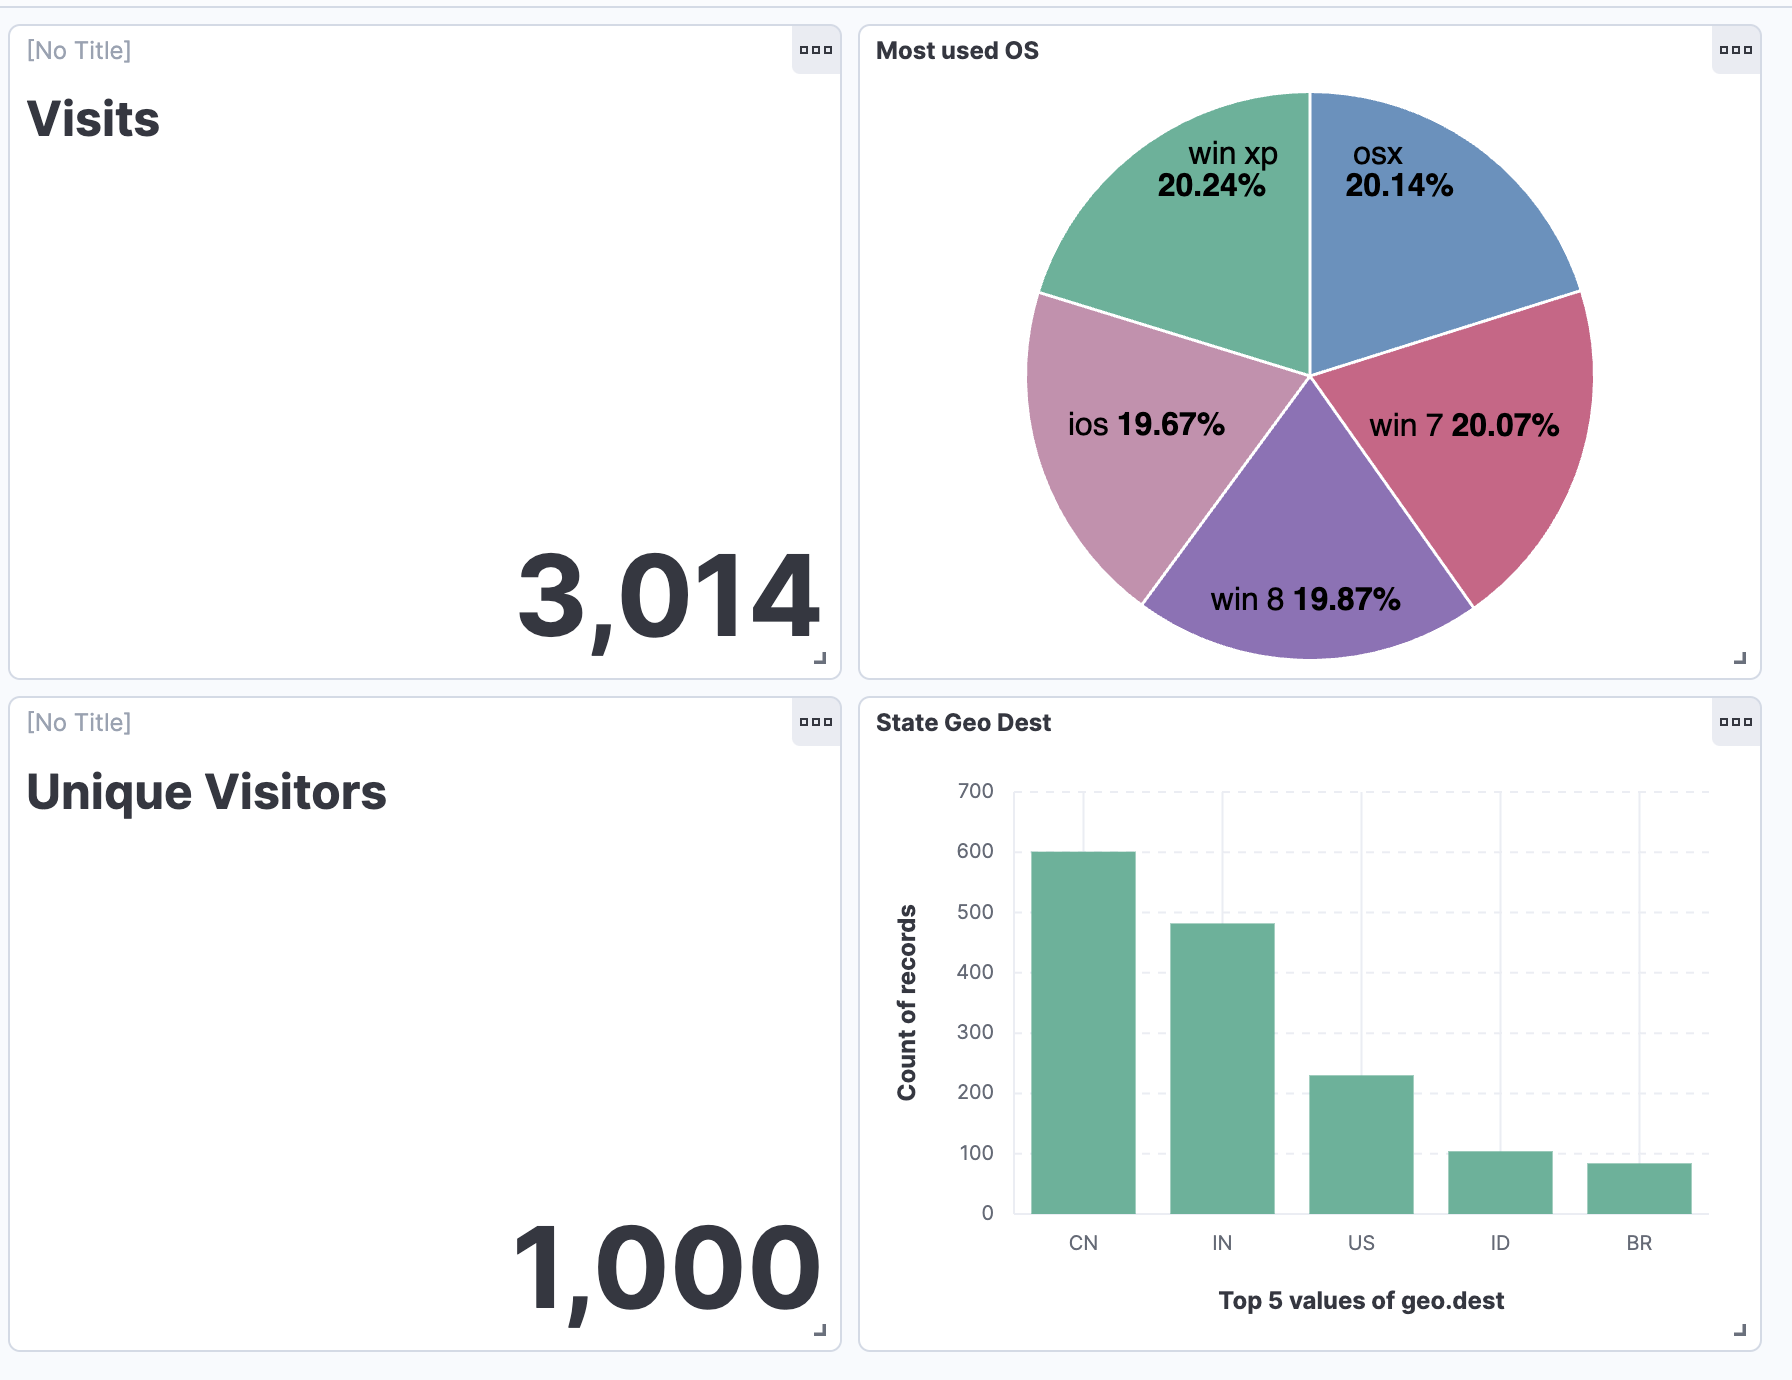 [No Title]
Visits
3,014
Most used OS
win xp
20.24%
osx
20.14%
ios 19.67%
win 7 20.07%
win 8 19.87%
[No Title]
Unique Visitors
1,000
State Geo Dest
700
600
500
400
300
200
100
0
Count of records
CN IN US ID BR
Top 5 values of geo.dest